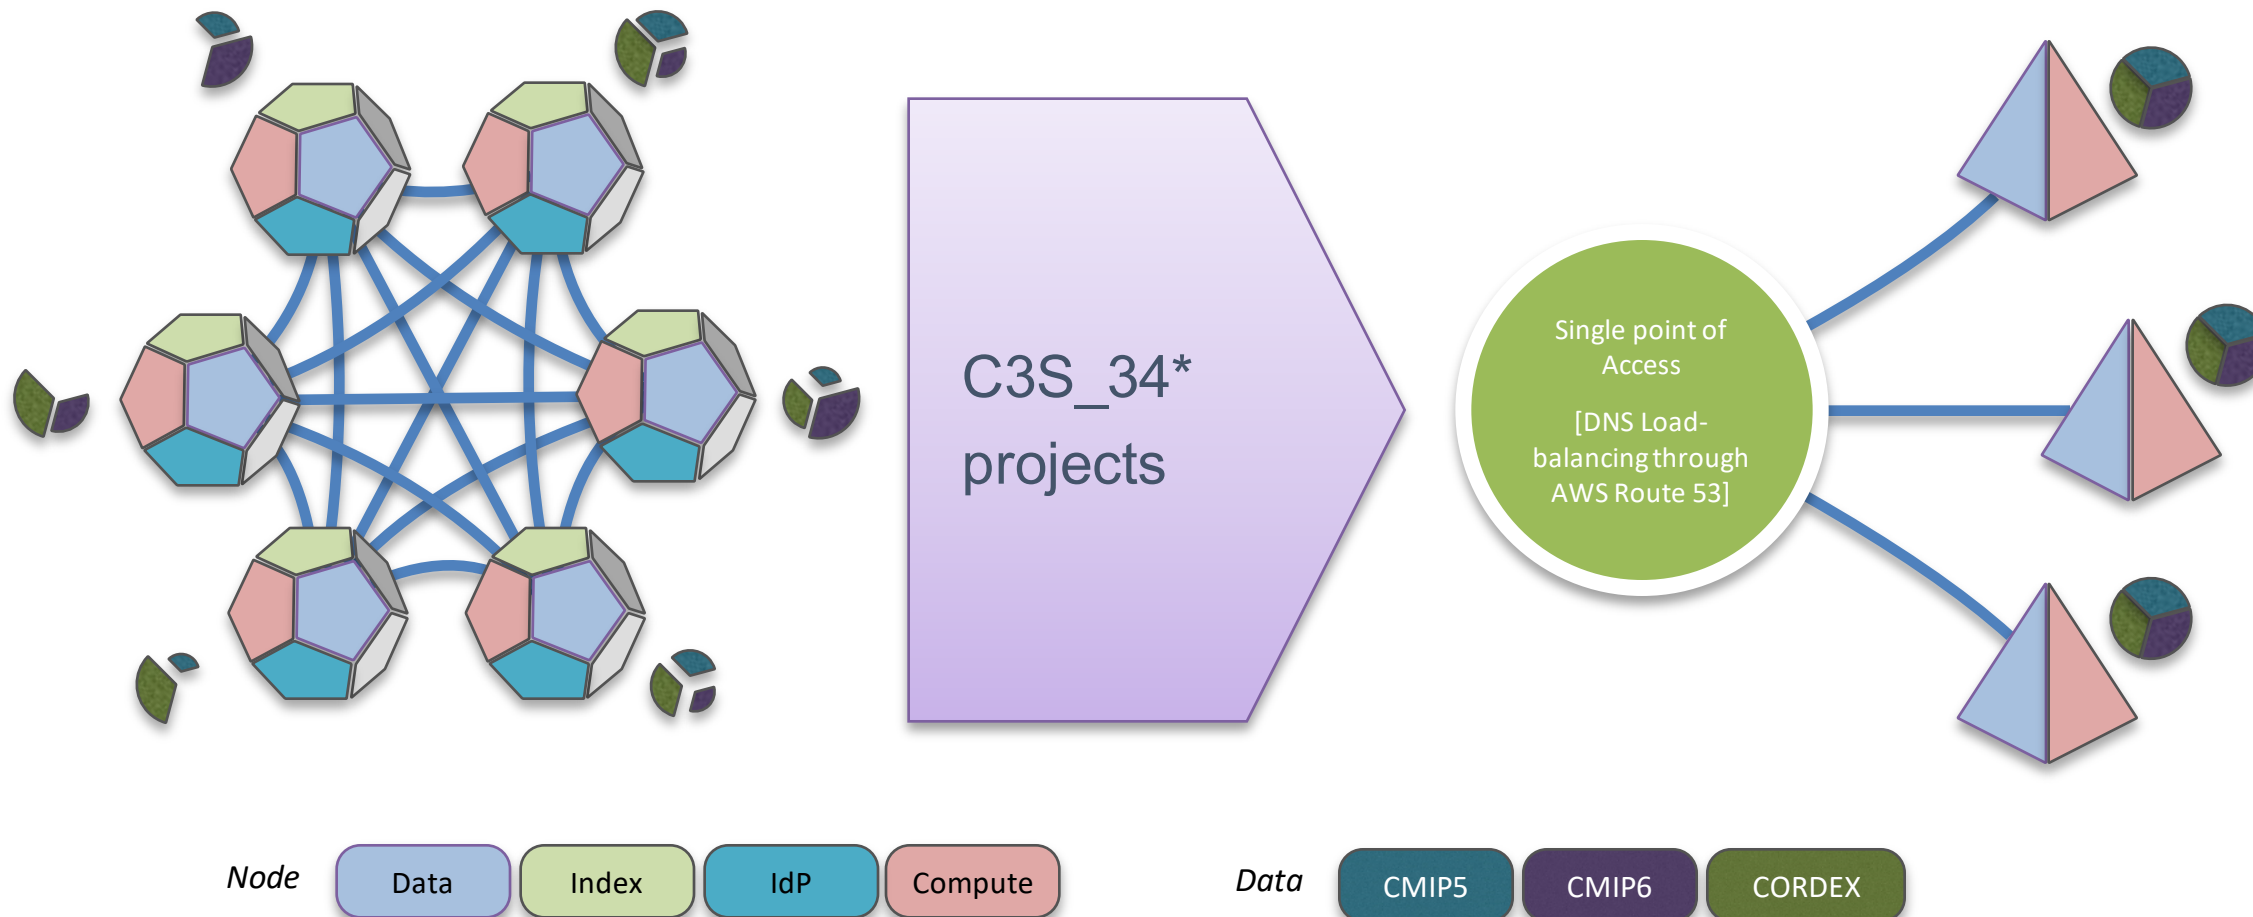 C3S_34*
projects
Single point of
Access
[DNS Load-
balancing through
AWS Route 53]
Node Data Index IdP Compute Data CMIP5 CMIP6 CORDEX